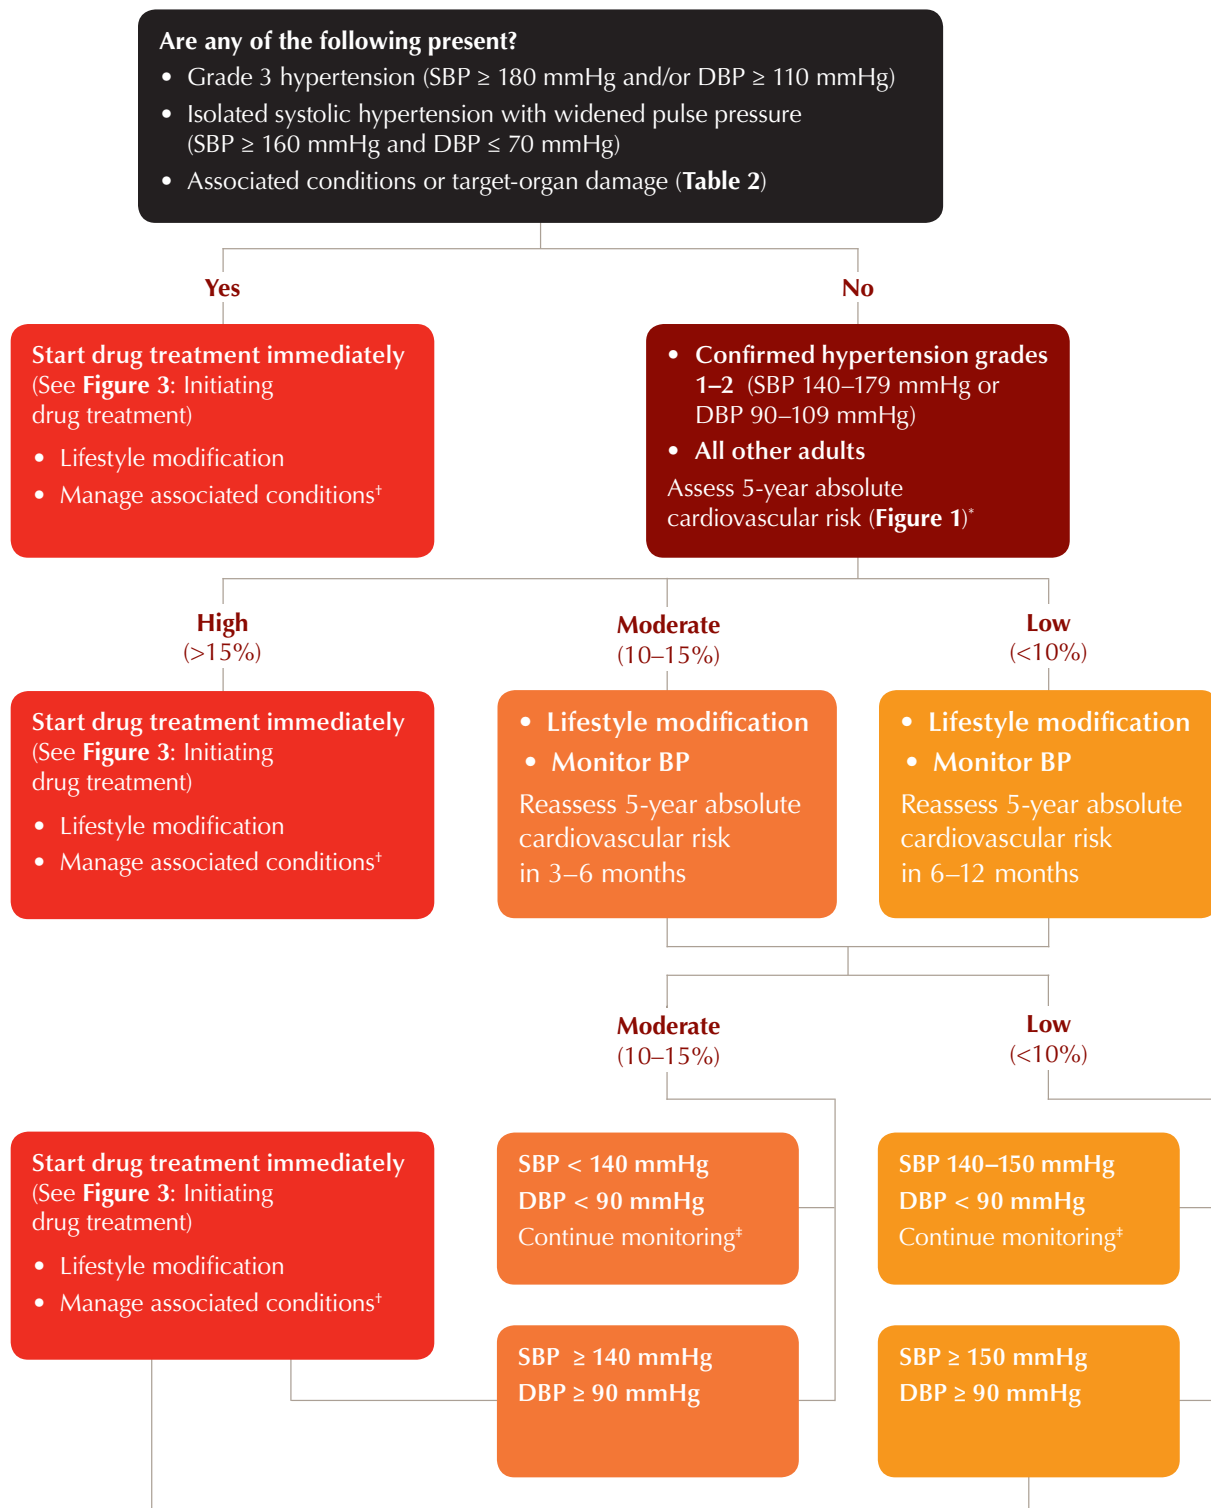 Are any of the following present?
• Grade 3 hypertension (SBP ≥ 180 mmHg and/or DBP ≥ 110 mmHg)
• Isolated systolic hypertension with widened pulse pressure
(SBP ≥ 160 mmHg and DBP ≤ 70 mmHg)
• Associated conditions or target-organ damage (Table 2)
Yes
No
Start drug treatment immediately
(See Figure 3: Initiating
drug treatment)
• Lifestyle modification
• Manage associated conditions†
• Confirmed hypertension grades
1–2 (SBP 140–179 mmHg or
DBP 90–109 mmHg)
• All other adults
Assess 5-year absolute
cardiovascular risk (Figure 1)*
High
(>15%)
Moderate
(10–15%)
Low
(<10%)
Start drug treatment immediately
(See Figure 3: Initiating
drug treatment)
• Lifestyle modification
• Manage associated conditions†
• Lifestyle modification
• Monitor BP
Reassess 5-year absolute
cardiovascular risk
in 3–6 months
• Lifestyle modification
• Monitor BP
Reassess 5-year absolute
cardiovascular risk
in 6–12 months
Moderate
(10–15%)
Low
(<10%)
Start drug treatment immediately
(See Figure 3: Initiating
drug treatment)
• Lifestyle modification
• Manage associated conditions†
SBP < 140 mmHg
DBP < 90 mmHg
Continue monitoring‡
SBP 140–150 mmHg
DBP < 90 mmHg
Continue monitoring‡
SBP ≥ 140 mmHg
DBP ≥ 90 mmHg
SBP ≥ 150 mmHg
DBP ≥ 90 mmHg